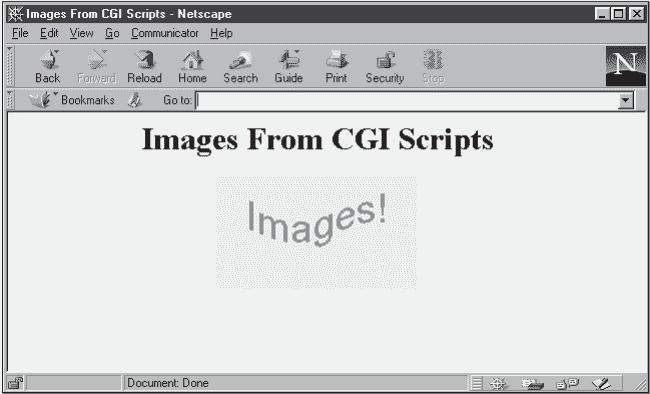 Images From CGI Scripts - Netscape
File Edit View Go Communicator Help
Back Forward Reload Home Search Guide Print Security Stop
N
Bookmarks Go to:
Images From CGI Scripts
Images!
Document: Done